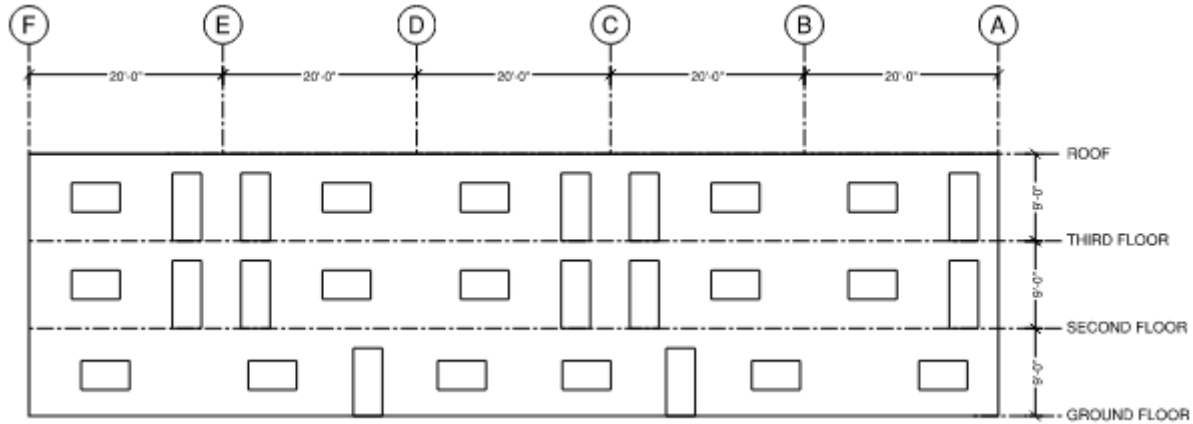 F E D C B A
20'-0" 20'-0" 20'-0" 20'-0" 20'-0"
ROOF
9'-0"
THIRD FLOOR
9'-0"
SECOND FLOOR
9'-0"
GROUND FLOOR